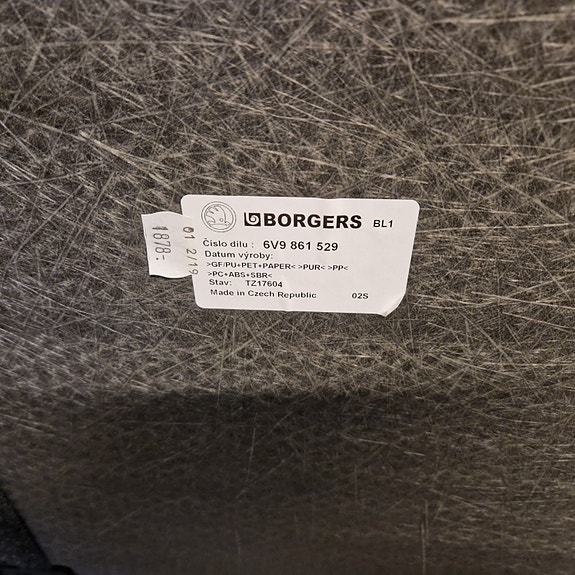 BORGERS BL1
Číslo dílu : 6V9 861 529
Datum výroby:
>GF/PU+PET+PAPER< >PUR< >PP<
>PC+ABS+SBR<
Stav: TZ17604
Made in Czech Republic 02S
01 2/19
1878-